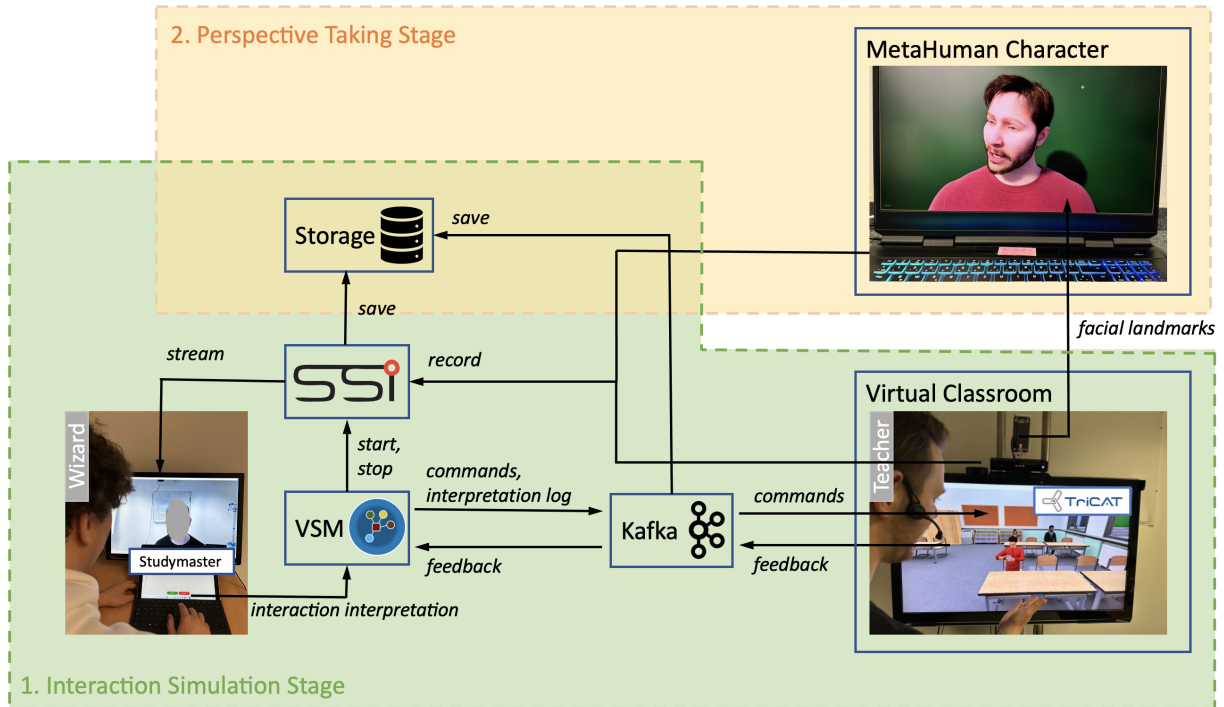 2. Perspective Taking Stage
MetaHuman Character
Storage
save
save
facial landmarks
stream
SSi
record
Virtual Classroom
Wizard
Teacher
start,
stop
commands,
interpretation log
commands
TriCAT
VSM
Kafka
Studymaster
feedback
feedback
interaction interpretation
1. Interaction Simulation Stage